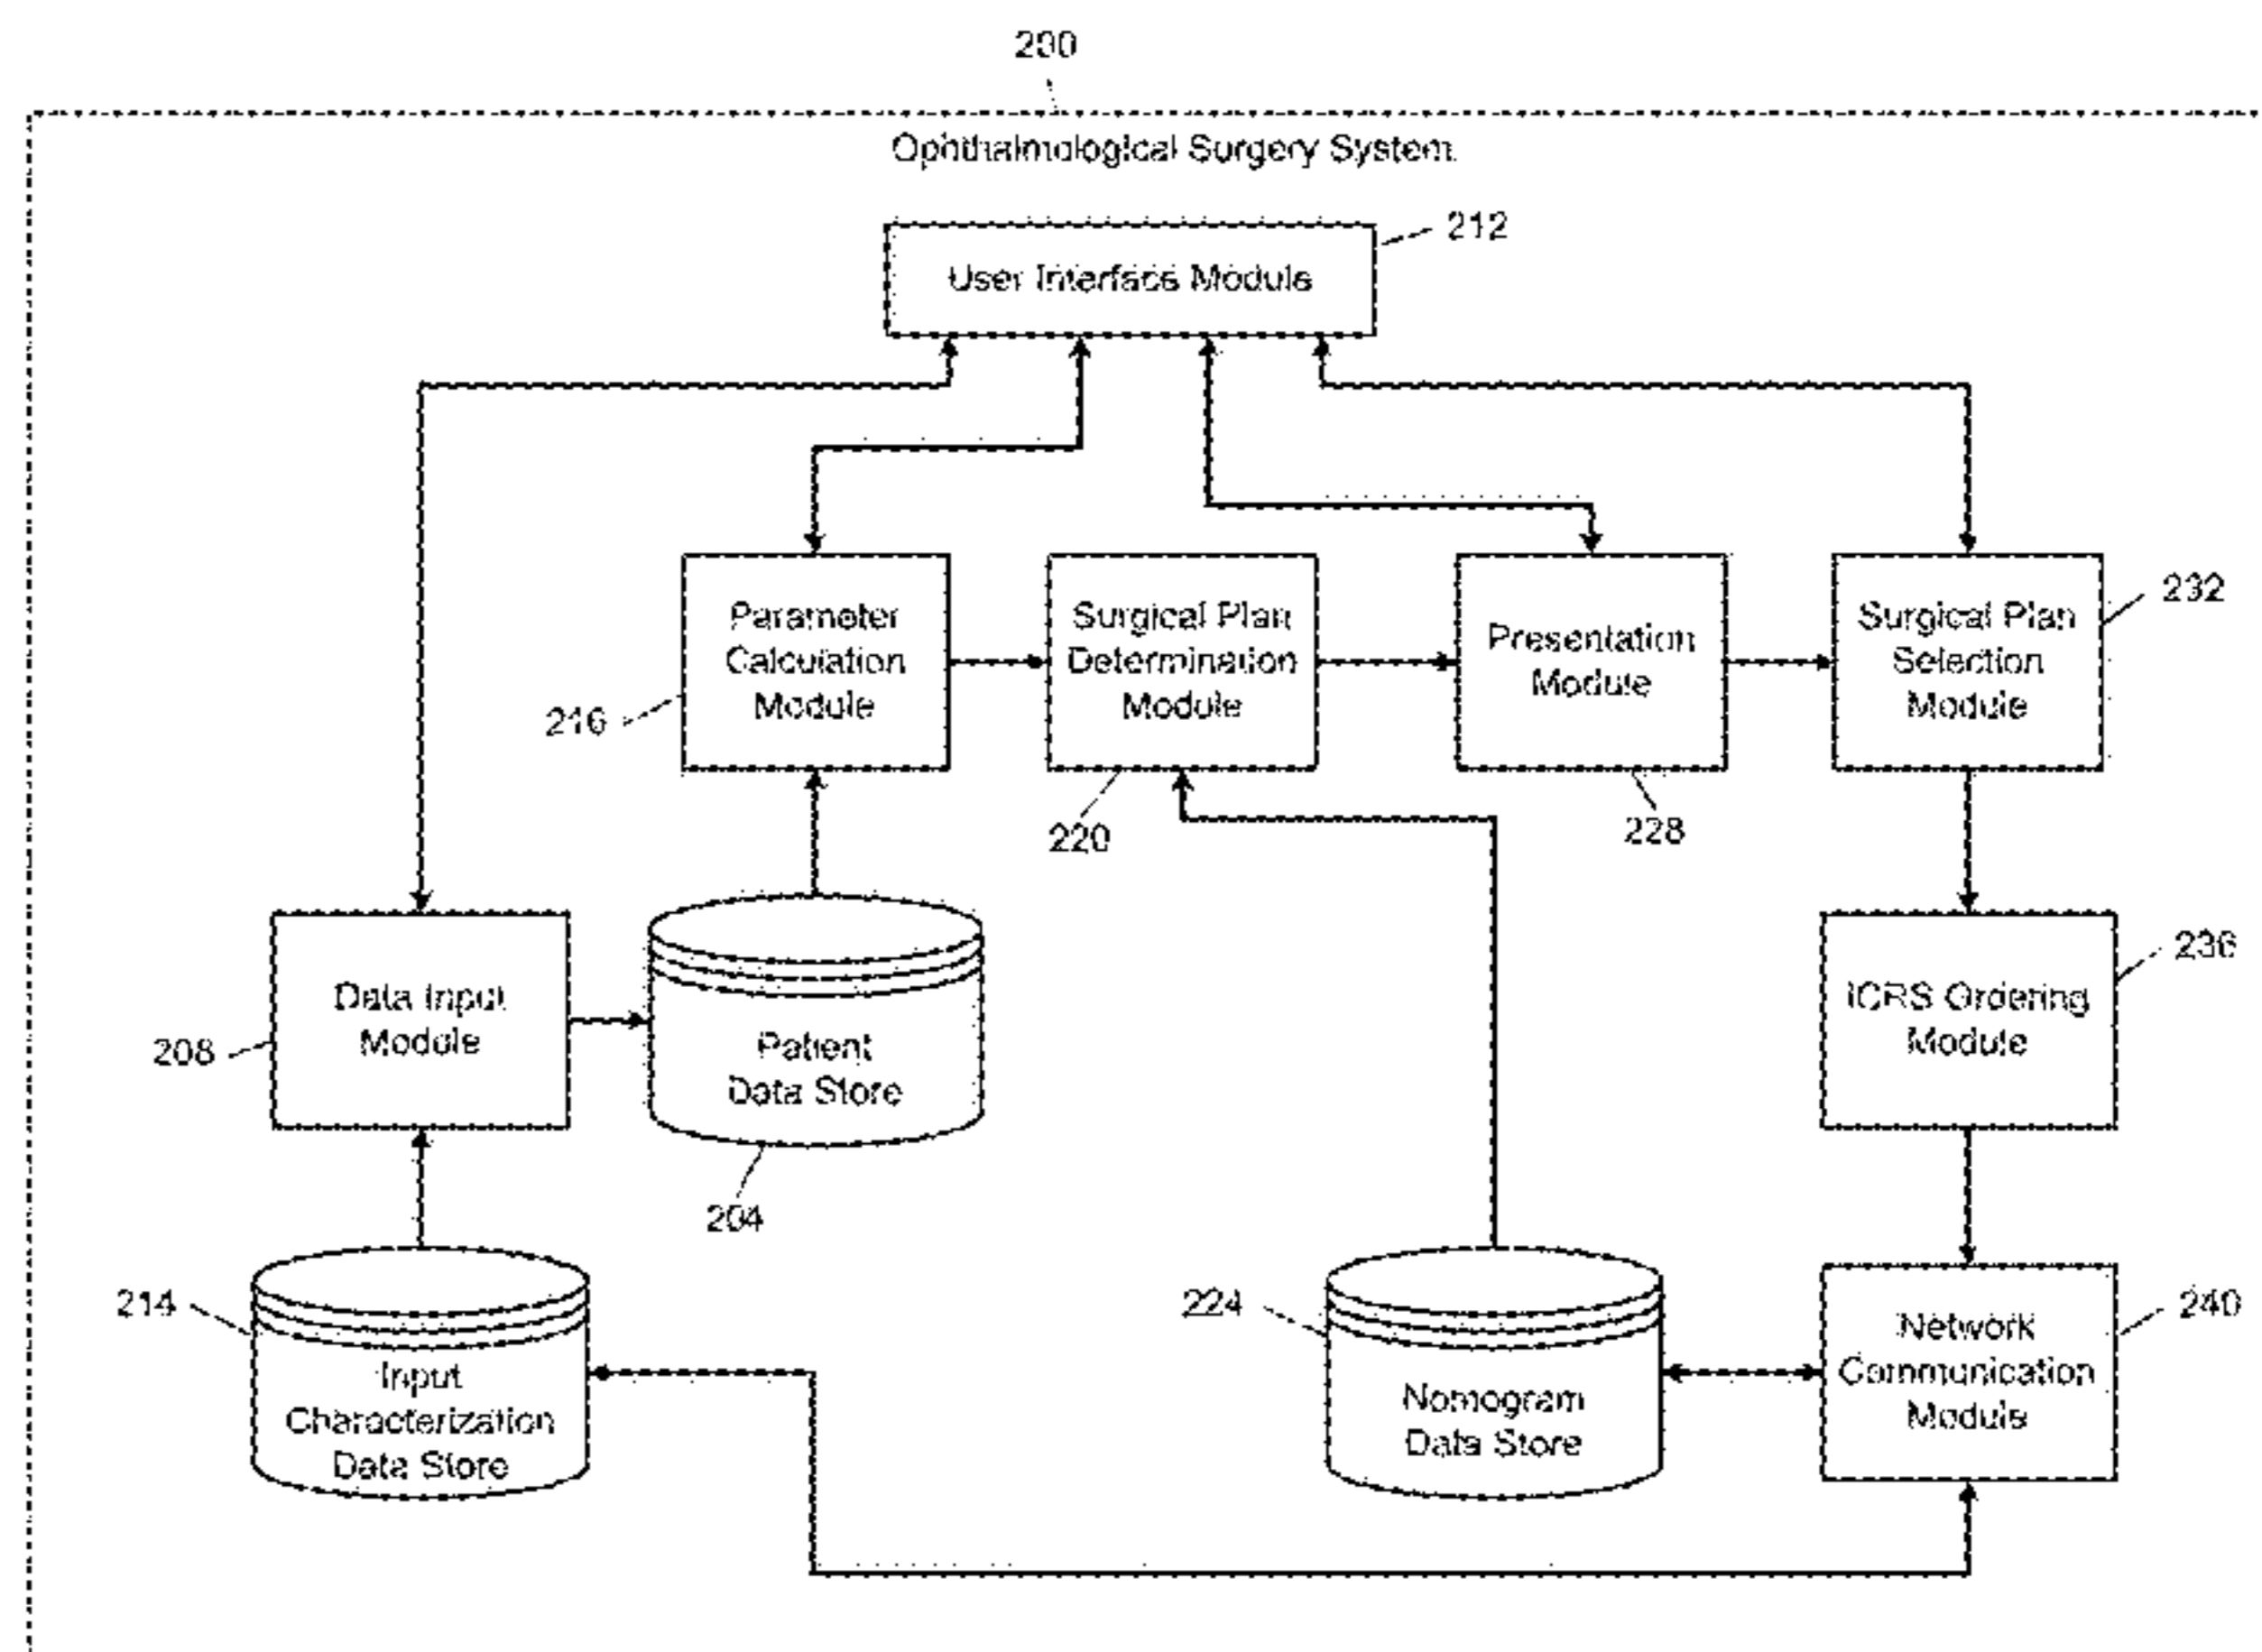 200
Ophthalmological Surgery System
212
User Interface Module
Parameter
Calculation
Module
Surgical Plan
Determination
Module
Presentation
Module
Surgical Plan
Selection
Module
232
216
220
228
Data Input
Module
208
Patient
Data Store
204
ICRS Ordering
Module
236
214
Input
Characterization
Data Store
224
Nomogram
Data Store
Network
Communication
Module
240